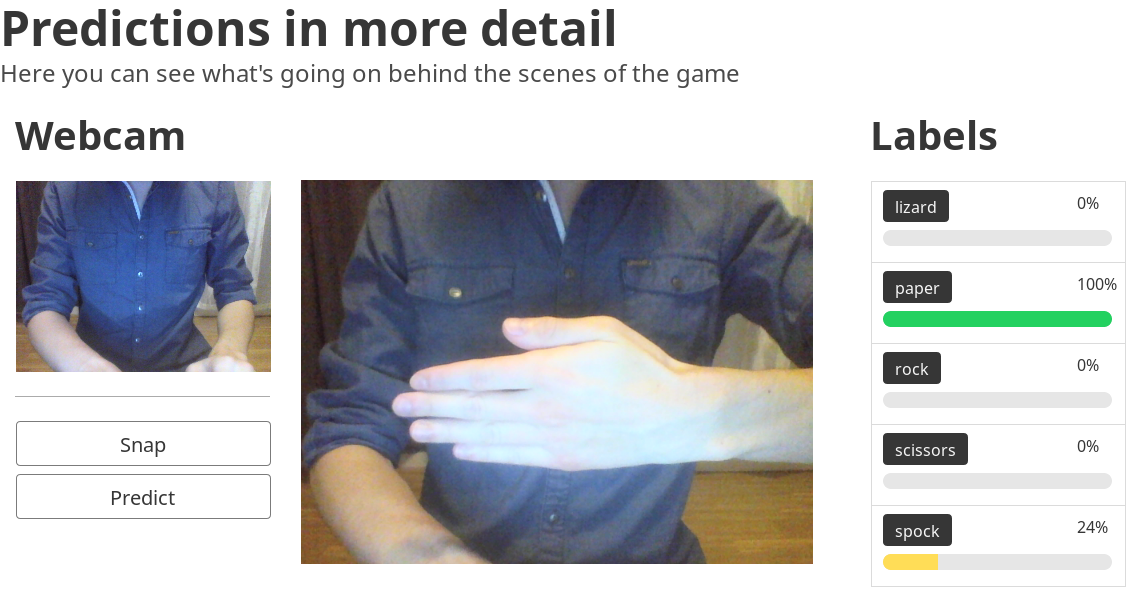 Predictions in more detail
Here you can see what's going on behind the scenes of the game
Webcam
Snap
Predict
Labels
lizard 0%
paper 100%
rock 0%
scissors 0%
spock 24%